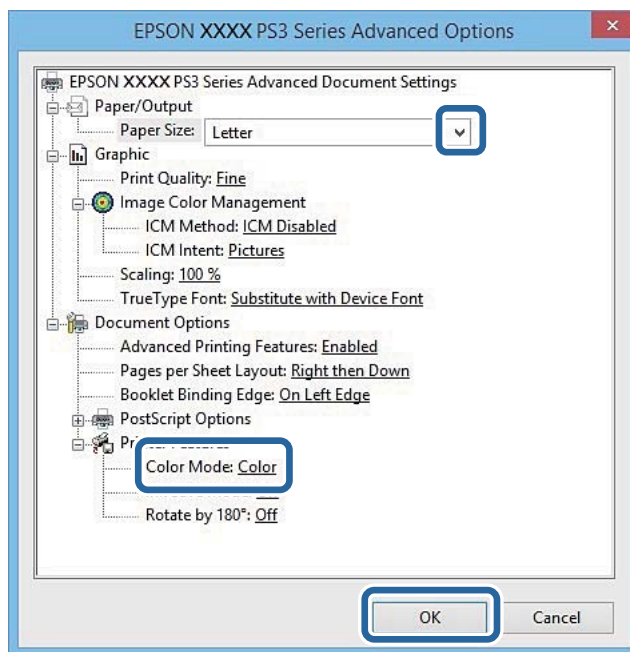 EPSON XXXX PS3 Series Advanced Options
EPSON XXXX PS3 Series Advanced Document Settings
Paper/Output
Paper Size: Letter
Graphic
Print Quality: Fine
Image Color Management
ICM Method: ICM Disabled
ICM Intent: Pictures
Scaling: 100 %
TrueType Font: Substitute with Device Font
Document Options
Advanced Printing Features: Enabled
Pages per Sheet Layout: Right then Down
Booklet Binding Edge: On Left Edge
PostScript Options
Color Mode: Color
Rotate by 180°: Off
OK Cancel